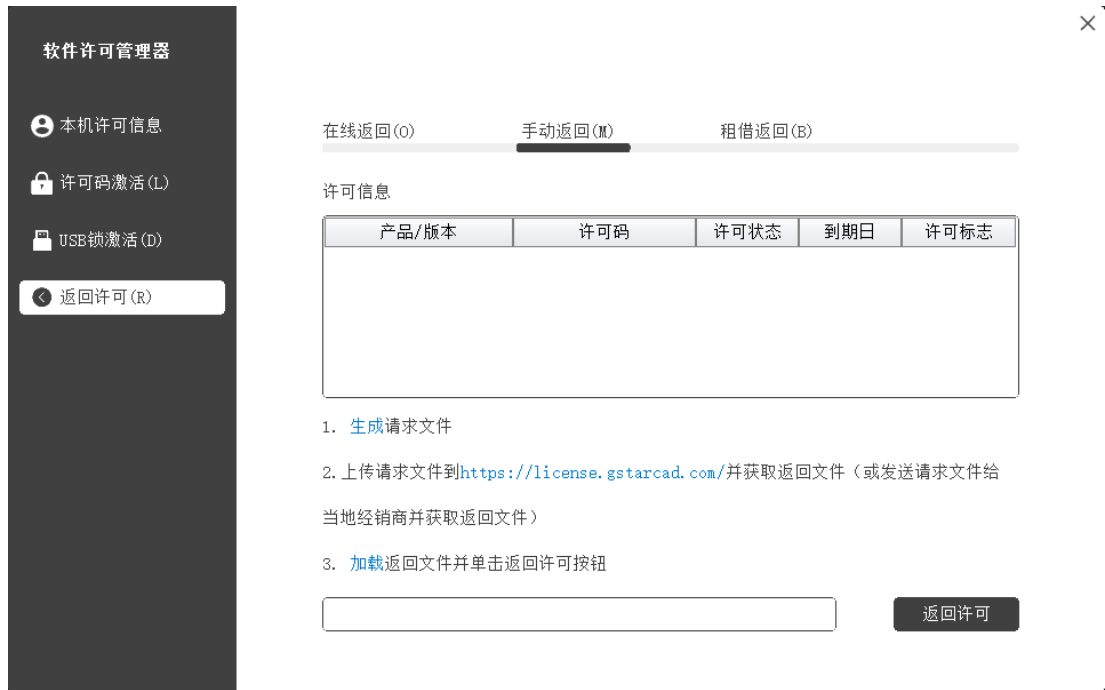 软件许可管理器
本机许可信息
许可码激活(L)
USB锁激活(D)
返回许可(R)
在线返回(O)
手动返回(M)
租借返回(B)
许可信息
产品/版本
许可码
许可状态
到期日
许可标志
1. 生成请求文件
2.上传请求文件到https://license.gstarcad.com/并获取返回文件（或发送请求文件给
当地经销商并获取返回文件）
3. 加载返回文件并单击返回许可按钮
返回许可